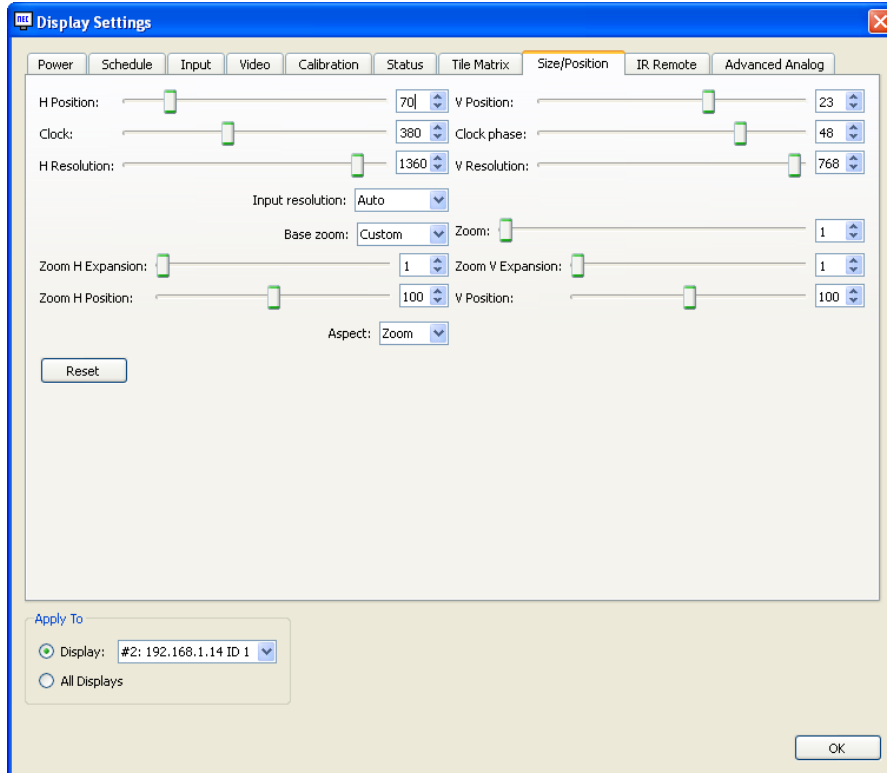 NEC Display Settings
Power Schedule Input Video Calibration Status Tile Matrix Size/Position IR Remote Advanced Analog
H Position: 70 V Position: 23
Clock: 380 Clock phase: 48
H Resolution: 1360 V Resolution: 768
Input resolution: Auto
Base zoom: Custom Zoom: 1
Zoom H Expansion: 1 Zoom V Expansion: 1
Zoom H Position: 100 V Position: 100
Aspect: Zoom
Reset
Apply To
Display: #2: 192.168.1.14 ID 1
All Displays
OK